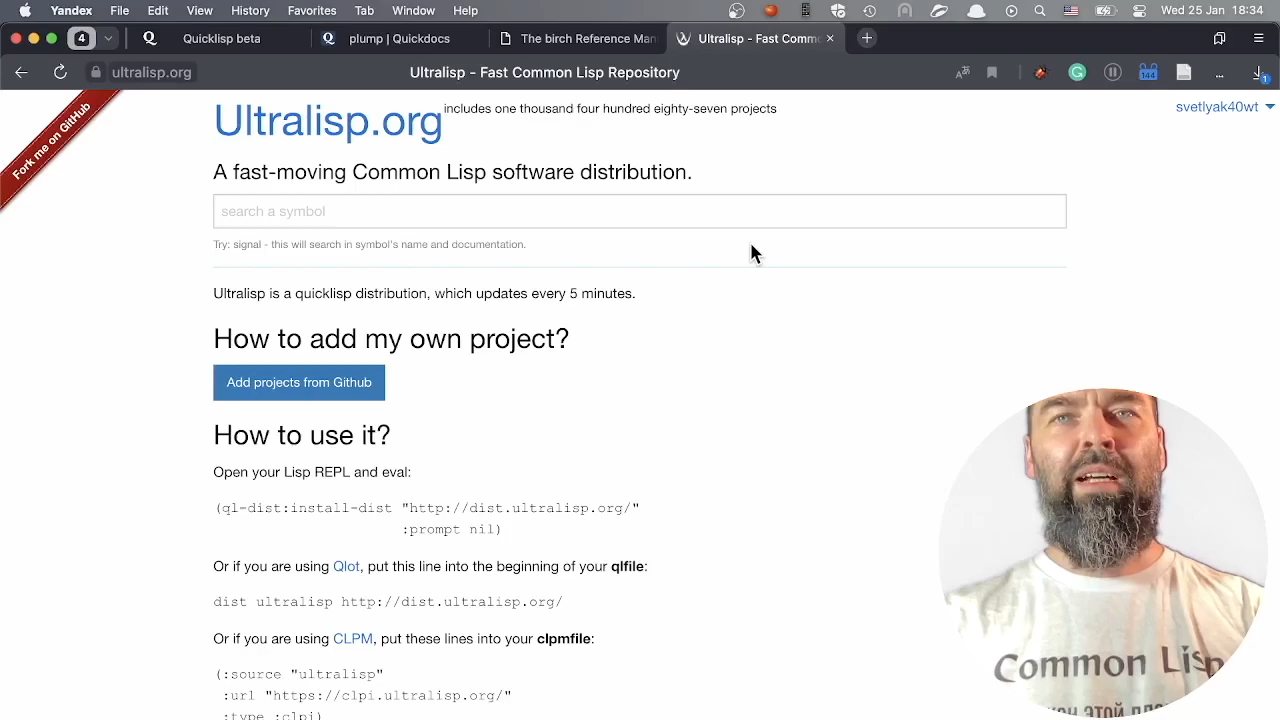 Yandex File Edit View History Favorites Tab Window Help Wed 25 Jan 18:34
4 Quicklisp beta plump | Quickdocs The birch Reference Man Ultralisp - Fast Commo
ultralisp.org Ultralisp - Fast Common Lisp Repository 144 1
Fork me on GitHub
Ultralisp.org includes one thousand four hundred eighty-seven projects svetlyak40wt
A fast-moving Common Lisp software distribution.
search a symbol
Try: signal - this will search in symbol's name and documentation.
Ultralisp is a quicklisp distribution, which updates every 5 minutes.
How to add my own project?
Add projects from Github
How to use it?
Open your Lisp REPL and eval:
(ql-dist:install-dist "http://dist.ultralisp.org/"
:prompt nil)
Or if you are using Qlot, put this line into the beginning of your qlfile:
dist ultralisp http://dist.ultralisp.org/
Or if you are using CLPM, put these lines into your clpmfile:
(:source "ultralisp"
:url "https://clpi.ultralisp.org/"
:type :clpi)
Common Lisp
этой